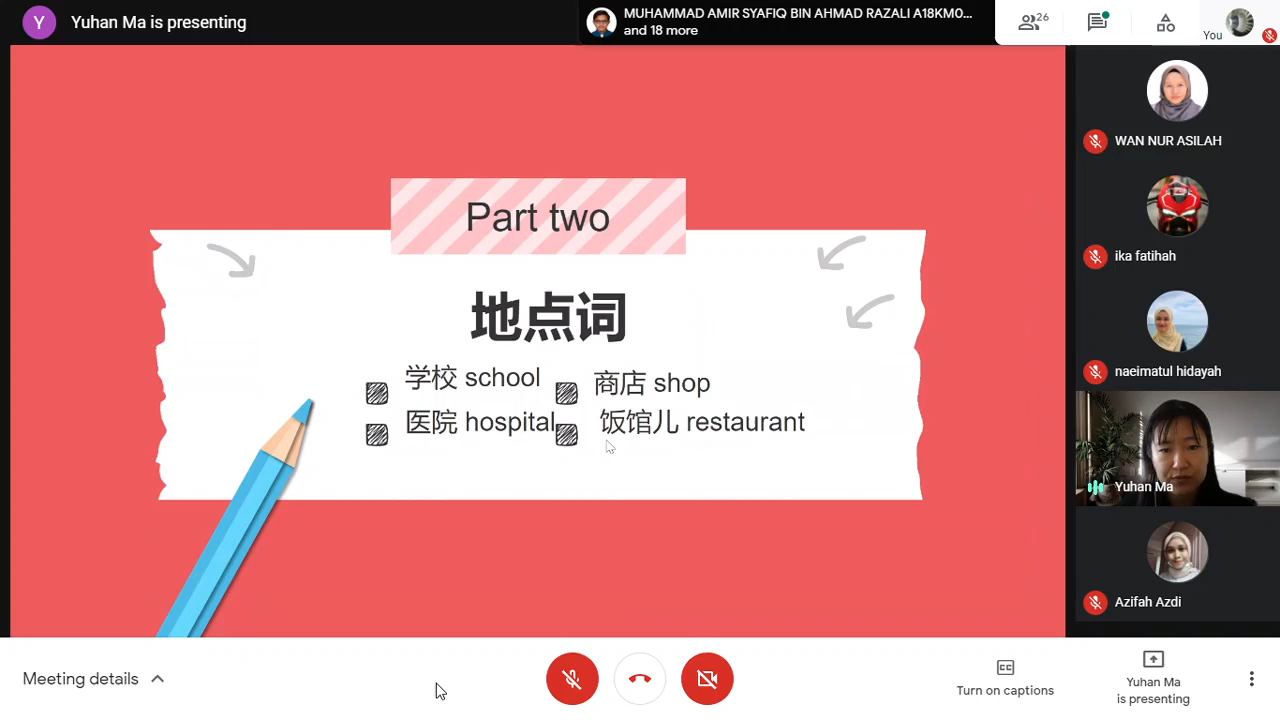 Y Yuhan Ma is presenting
MUHAMMAD AMIR SYAFIQ BIN AHMAD RAZALI A18KM0...
and 18 more
26
You
Part two
地点词
学校 school
商店 shop
医院 hospital
饭馆儿 restaurant
WAN NUR ASILAH
ika fatihah
naeimatul hidayah
Yuhan Ma
Azifah Azdi
Meeting details
Turn on captions
Yuhan Ma
is presenting